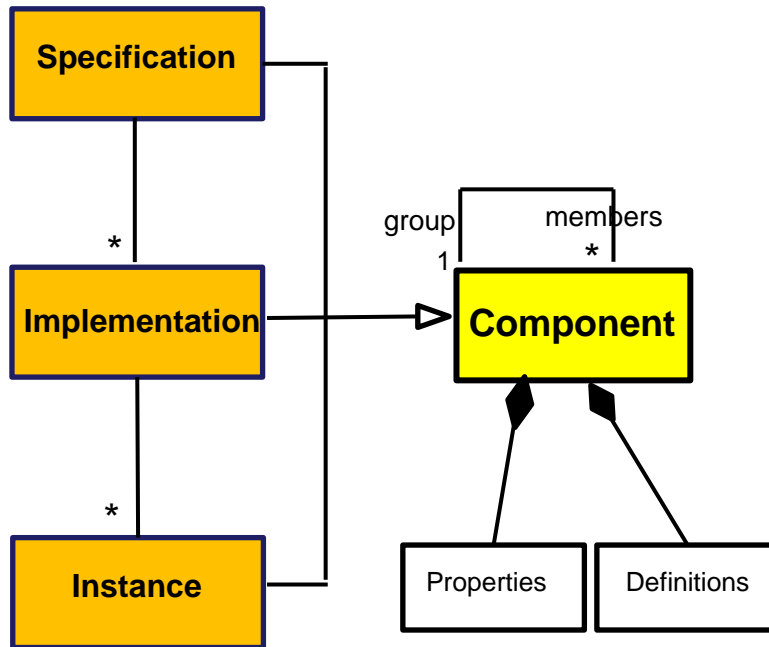 Specification
*
group
members
1
*
Implementation
Component
*
Instance
Properties
Definitions